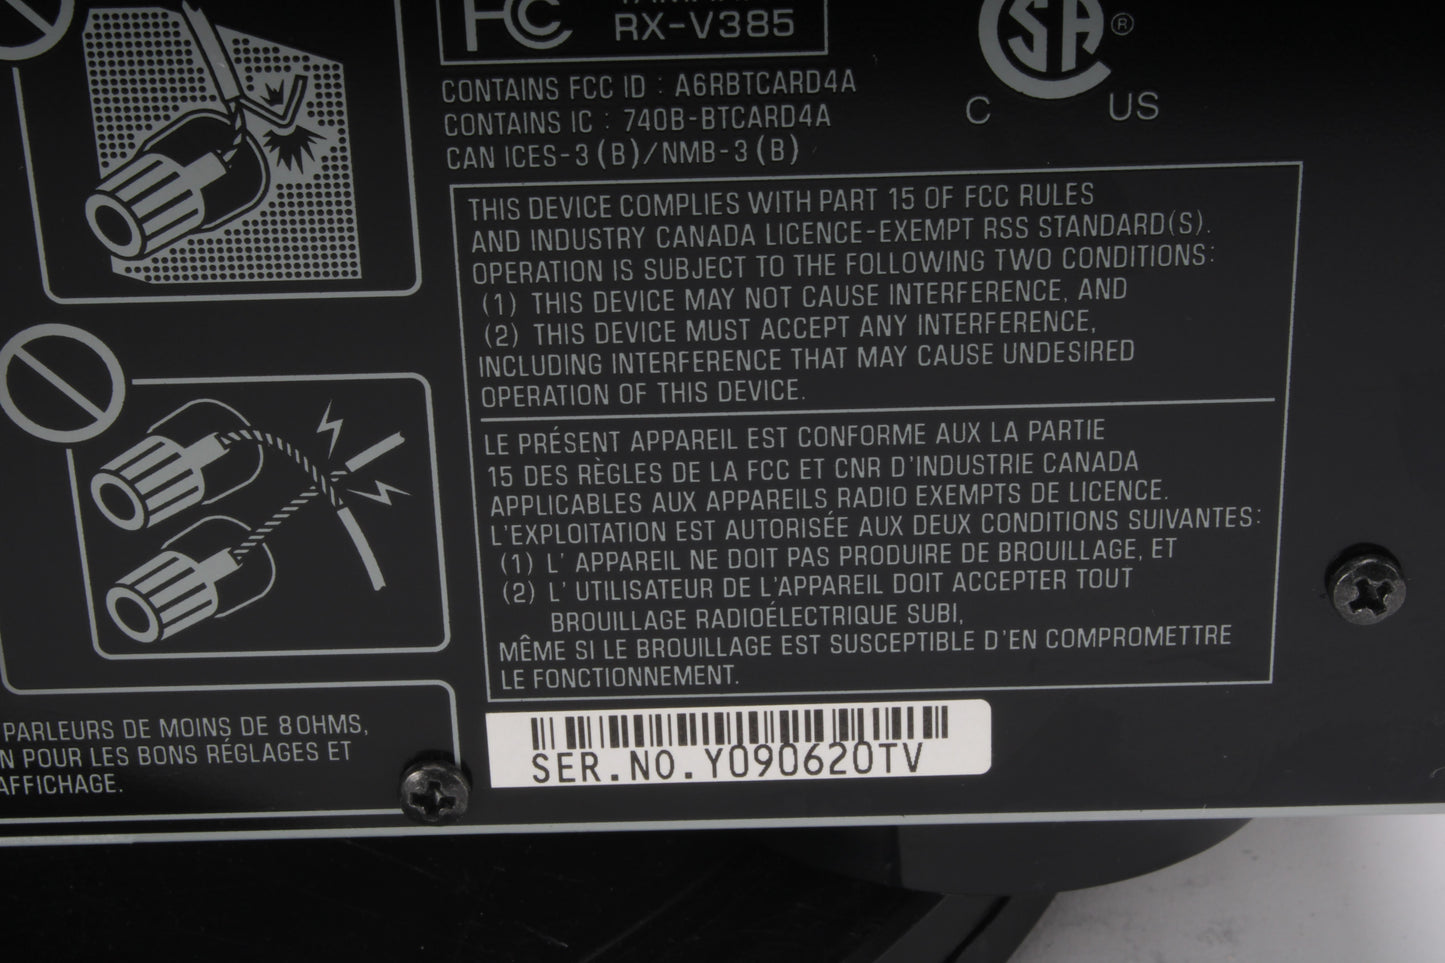 FC
RX-V385
CONTAINS FCC ID : A6RBTCARD4A
CONTAINS IC : 740B-BTCARD4A
CAN ICES-3 (B)/NMB-3 (B)
SA ®
C US
THIS DEVICE COMPLIES WITH PART 15 OF FCC RULES
AND INDUSTRY CANADA LICENCE-EXEMPT RSS STANDARD(S).
OPERATION IS SUBJECT TO THE FOLLOWING TWO CONDITIONS:
(1) THIS DEVICE MAY NOT CAUSE INTERFERENCE, AND
(2) THIS DEVICE MUST ACCEPT ANY INTERFERENCE,
INCLUDING INTERFERENCE THAT MAY CAUSE UNDESIRED
OPERATION OF THIS DEVICE.
LE PRÉSENT APPAREIL EST CONFORME AUX LA PARTIE
15 DES RÈGLES DE LA FCC ET CNR D'INDUSTRIE CANADA
APPLICABLES AUX APPAREILS RADIO EXEMPTS DE LICENCE.
L'EXPLOITATION EST AUTORISÉE AUX DEUX CONDITIONS SUIVANTES:
(1) L' APPAREIL NE DOIT PAS PRODUIRE DE BROUILLAGE, ET
(2) L' UTILISATEUR DE L'APPAREIL DOIT ACCEPTER TOUT
BROUILLAGE RADIOÉLECTRIQUE SUBI,
MÊME SI LE BROUILLAGE EST SUSCEPTIBLE D'EN COMPROMETTRE
LE FONCTIONNEMENT.
PARLEURS DE MOINS DE 8OHMS,
N POUR LES BONS RÉGLAGES ET
AFFICHAGE.
SER.NO.Y090620TV